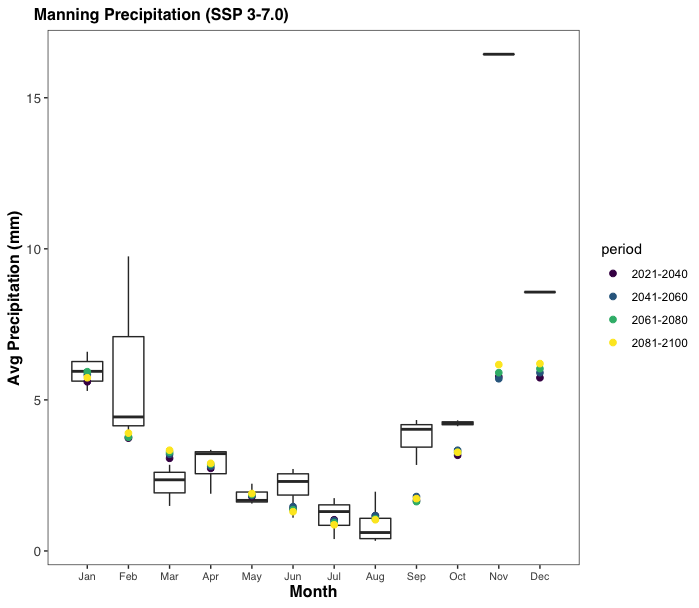 Manning Precipitation (SSP 3-7.0)
Avg Precipitation (mm)
15
10
5
0
Jan Feb Mar Apr May Jun Jul Aug Sep Oct Nov Dec
Month
period
2021-2040
2041-2060
2061-2080
2081-2100